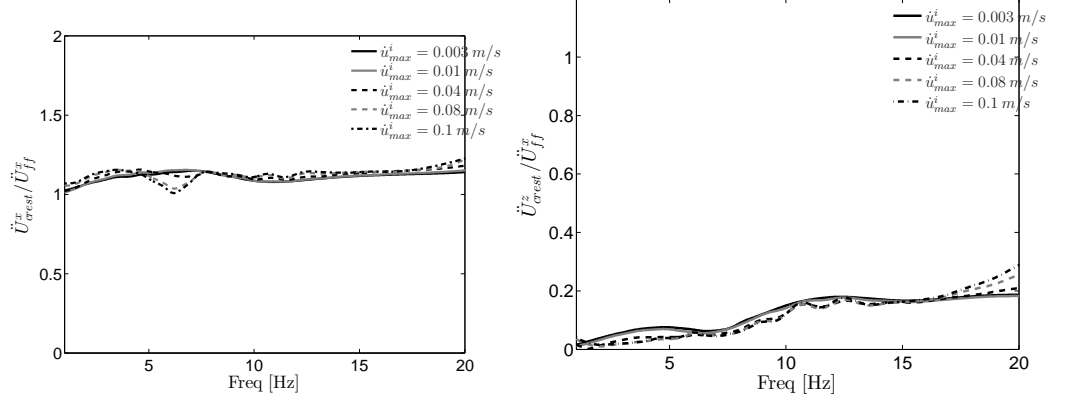 2
1.5
1
0.5
0
5
10
15
20
Freq [Hz]
Ü^x_crest/Ü^x_ff
u̇^i_max = 0.003 m/s
u̇^i_max = 0.01 m/s
u̇^i_max = 0.04 m/s
u̇^i_max = 0.08 m/s
u̇^i_max = 0.1 m/s
1
0.8
0.6
0.4
0.2
0
5
10
15
20
Freq [Hz]
Ü^z_crest/Ü^x_ff
u̇^i_max = 0.003 m/s
u̇^i_max = 0.01 m/s
u̇^i_max = 0.04 m/s
u̇^i_max = 0.08 m/s
u̇^i_max = 0.1 m/s